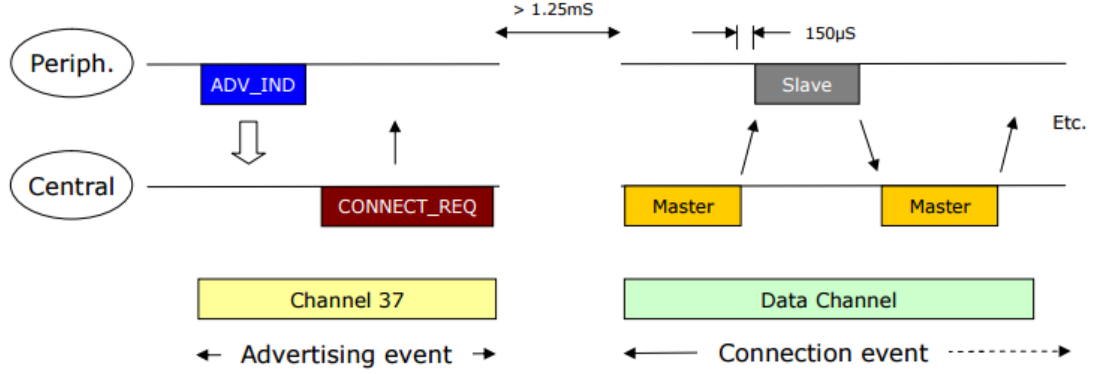 > 1.25mS
150µS
Periph.
ADV_IND
Slave
Etc.
Central
CONNECT_REQ
Master
Master
Channel 37
Data Channel
Advertising event
Connection event